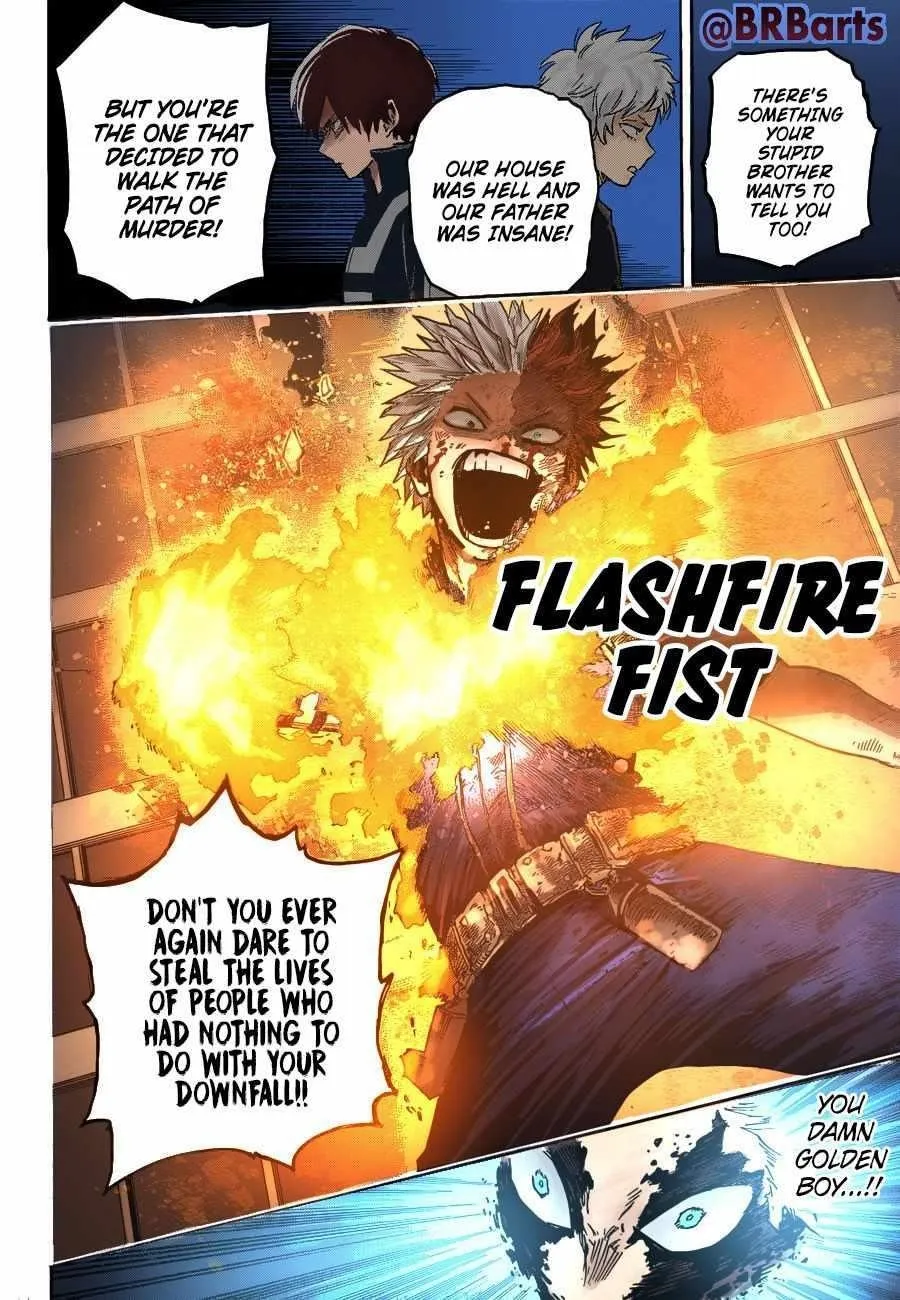 @BRBarts
THERE'S
SOMETHING
YOUR
STUPID
BROTHER
WANTS TO
TELL YOU
TOO!
OUR HOUSE
WAS HELL AND
OUR FATHER
WAS INSANE!
BUT YOU'RE
THE ONE THAT
DECIDED TO
WALK THE
PATH OF
MURDER!
FLASHFIRE
FIST
DON'T YOU EVER
AGAIN DARE TO
STEAL THE LIVES
OF PEOPLE WHO
HAD NOTHING TO
DO WITH YOUR
DOWNFALL!!
YOU
DAMN
GOLDEN
BOY...!!